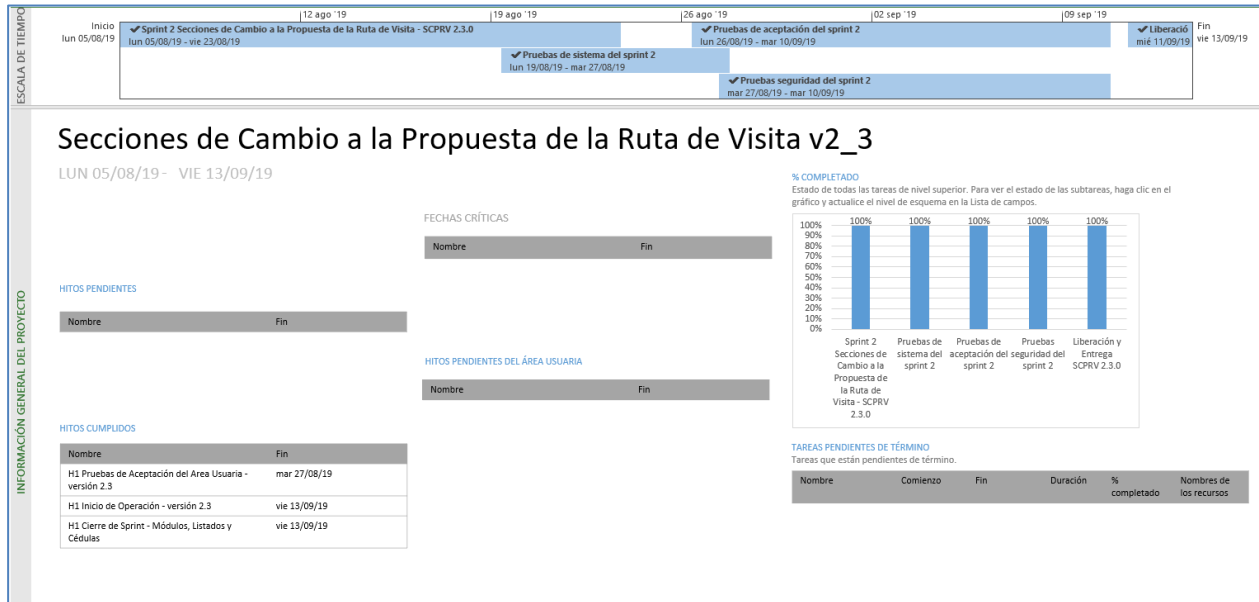 ESCALA DE TIEMPO
12 ago '19
19 ago '19
26 ago '19
02 sep '19
09 sep '19
Inicio
lun 05/08/19
Sprint 2 Secciones de Cambio a la Propuesta de la Ruta de Visita - SCPRV 2.3.0
lun 05/08/19 - vie 23/08/19
Pruebas de aceptación del sprint 2
lun 26/08/19 - mar 10/09/19
Liberació
mié 11/09/19
Fin
vie 13/09/19
Pruebas de sistema del sprint 2
lun 19/08/19 - mar 27/08/19
Pruebas seguridad del sprint 2
mar 27/08/19 - mar 10/09/19
INFORMACIÓN GENERAL DEL PROYECTO
Secciones de Cambio a la Propuesta de la Ruta de Visita v2_3
LUN 05/08/19 - VIE 13/09/19
FECHAS CRÍTICAS
Nombre Fin
HITOS PENDIENTES
Nombre Fin
HITOS PENDIENTES DEL ÁREA USUARIA
Nombre Fin
HITOS CUMPLIDOS
Nombre Fin
H1 Pruebas de Aceptación del Area Usuaria - mar 27/08/19
versión 2.3
H1 Inicio de Operación - versión 2.3 vie 13/09/19
H1 Cierre de Sprint - Módulos, Listados y vie 13/09/19
Cédulas
% COMPLETADO
Estado de todas las tareas de nivel superior. Para ver el estado de las subtareas, haga clic en el
gráfico y actualice el nivel de esquema en la Lista de campos.
100% 100% 100% 100% 100%
100%
90%
80%
70%
60%
50%
40%
30%
20%
10%
0%
Sprint 2
Secciones de
Cambio a la
Propuesta de
la Ruta de
Visita - SCPRV
2.3.0
Pruebas de
sistema del
sprint 2
Pruebas de
aceptación del
sprint 2
Pruebas
seguridad del
sprint 2
Liberación y
Entrega
SCPRV 2.3.0
TAREAS PENDIENTES DE TÉRMINO
Tareas que están pendientes de término.
Nombre Comienzo Fin Duración % completado Nombres de los recursos